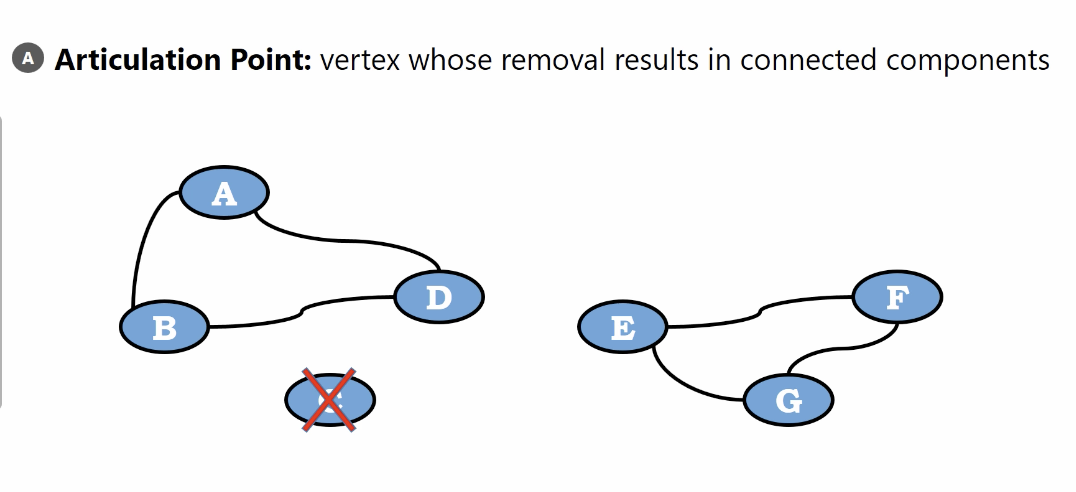 A Articulation Point: vertex whose removal results in connected components
A
D
F
B
E
C
G